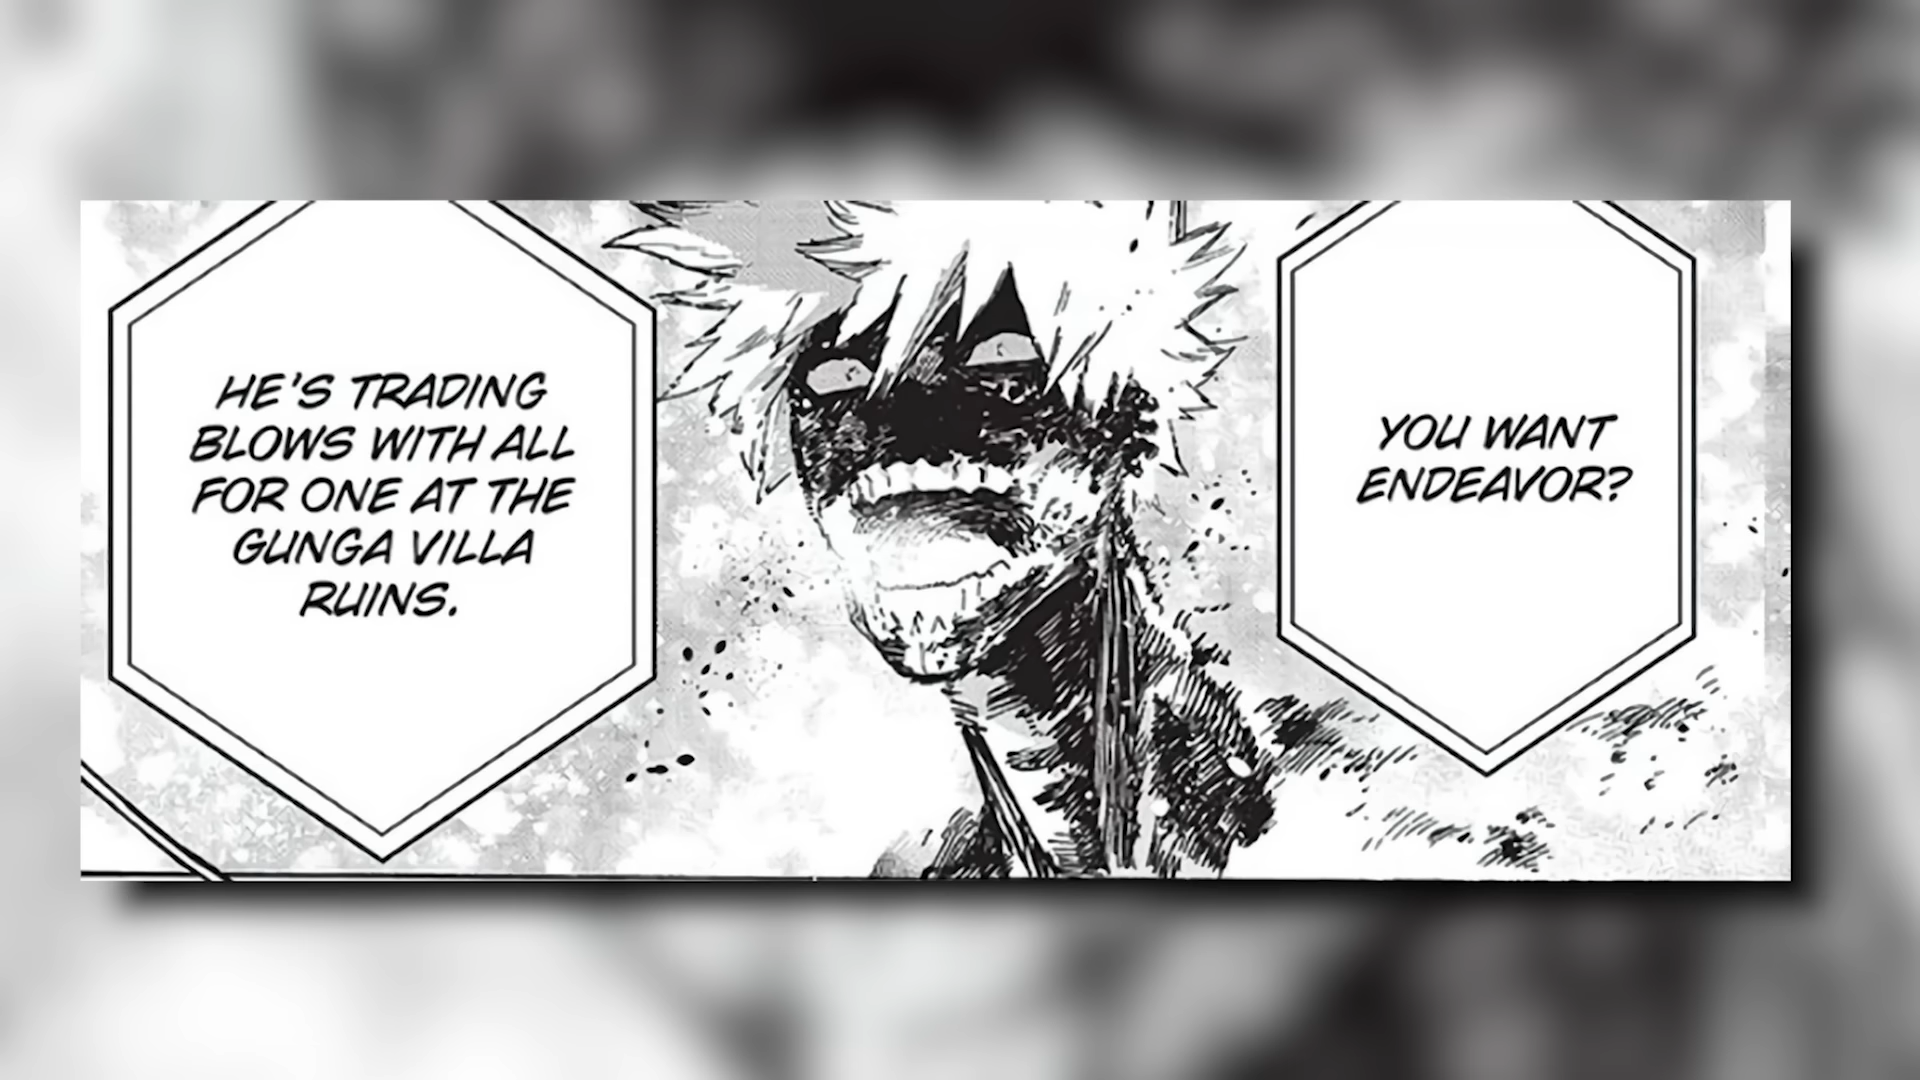 YOU WANT
ENDEAVOR?
HE'S TRADING
BLOWS WITH ALL
FOR ONE AT THE
GUNGA VILLA
RUINS.